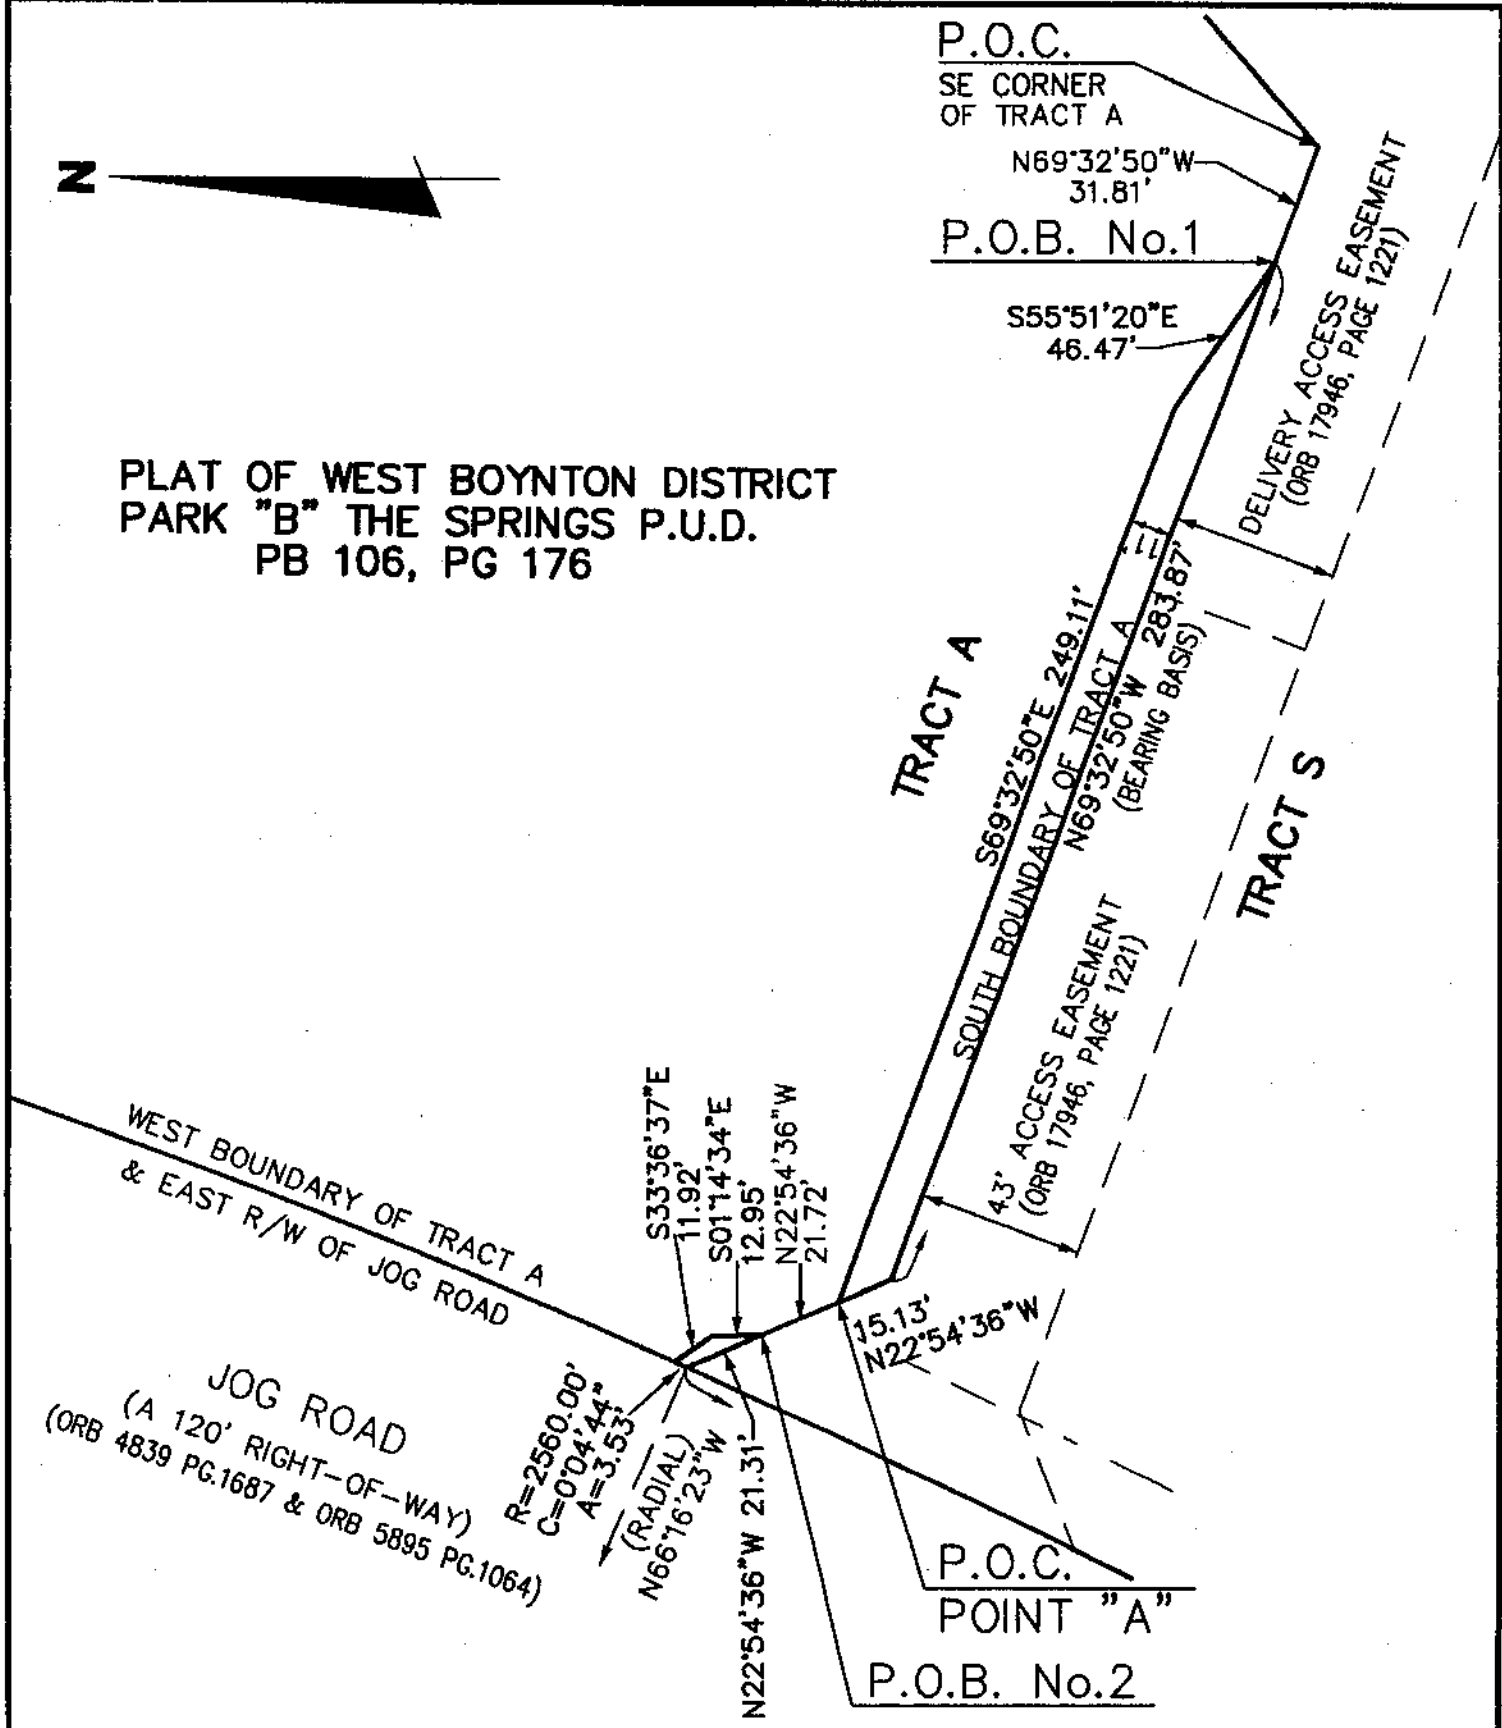 P.O.C.
SE CORNER
OF TRACT A
N69°32'50"W
31.81'
P.O.B. No.1
S55°51'20"E
46.47'
N
DELIVERY ACCESS EASEMENT
(ORB 17946, PAGE 1221)
PLAT OF WEST BOYNTON DISTRICT
PARK "B" THE SPRINGS P.U.D.
PB 106, PG 176
TRACT A
S69°32'50"E 249.11'
11'
SOUTH BOUNDARY OF TRACT A
N69°32'50"W 283.87'
(BEARING BASIS)
TRACT S
43' ACCESS EASEMENT
(ORB 17946, PAGE 1221)
WEST BOUNDARY OF TRACT A
& EAST R/W OF JOG ROAD
S33°36'37"E
11.92'
S01°14'34"E
12.95'
N22°54'36"W
21.72'
15.13'
N22°54'36"W
JOG ROAD
(A 120' RIGHT-OF-WAY)
(ORB 4839 PG.1687 & ORB 5895 PG.1064)
R=2560.00'
C=0°04'44"
A=3.53'
(RADIAL)
N66°16'23"W
N22°54'36"W 21.31'
P.O.C.
POINT "A"
P.O.B. No.2